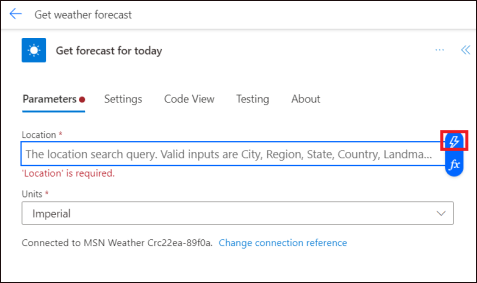 Get weather forecast
Get forecast for today
Parameters Settings Code View Testing About
Location *
The location search query. Valid inputs are City, Region, State, Country, Landma...
fx
'Location' is required.
Units *
Imperial
Connected to MSN Weather Crc22ea-89f0a. Change connection reference